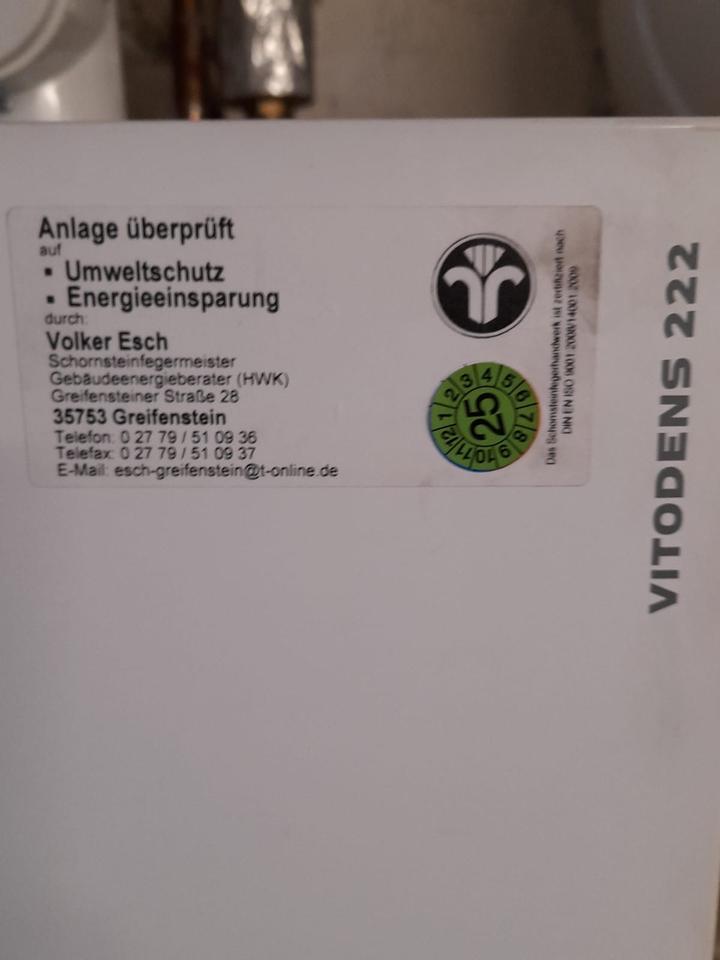 Anlage überprüft
auf
▪ Umweltschutz
▪ Energieeinsparung
durch:
Volker Esch
Schornsteinfegermeister
Gebäudeenergieberater (HWK)
Greifensteiner Straße 28
35753 Greifenstein
Telefon: 0 27 79 / 51 09 36
Telefax: 0 27 79 / 51 09 37
E-Mail: esch-greifenstein@t-online.de
1 2 3 4 5 6 7 8 9 10 11 12
25
Das Schornsteinfegerhandwerk ist zertifiziert nach
DIN EN ISO 9001:2008/14001:2009
VITODENS 222